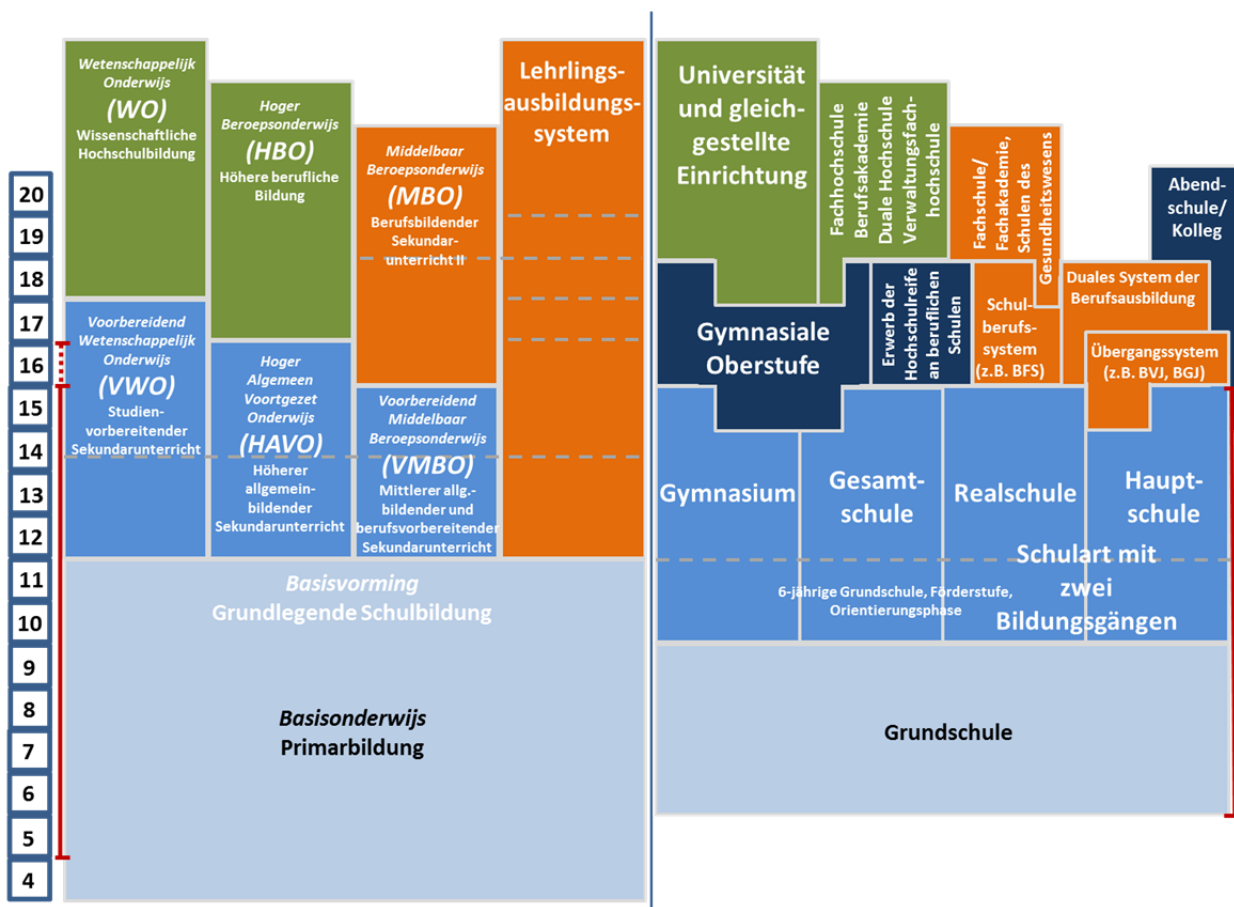 20
19
18
17
16
15
14
13
12
11
10
9
8
7
6
5
4
Wetenschappelijk
Onderwijs
(WO)
Wissenschaftliche
Hochschulbildung
Hoger
Beroepsonderwijs
(HBO)
Höhere berufliche
Bildung
Middelbaar
Beroepsonderwijs
(MBO)
Berufsbildender
Sekundar-
unterricht II
Lehrlings-
ausbildungs-
system
Voorbereidend
Wetenschappelijk
Onderwijs
(VWO)
Studien-
vorbereitender
Sekundarunterricht
Hoger
Algemeen
Voortgezet
Onderwijs
(HAVO)
Höherer
allgemein-
bildender
Sekundarunterricht
Voorbereidend
Middelbaar
Beroepsonderwijs
(VMBO)
Mittlerer allg.-
bildender und
berufsvorbereitender
Sekundarunterricht
Basisvorming
Grundlegende Schulbildung
Basisonderwijs
Primarbildung
Universität
und gleich-
gestellte
Einrichtung
Fachhochschule
Berufsakademie
Duale Hochschule
Verwaltungsfach-
hochschule
Fachschule/
Fachakademie,
Schulen des
Gesundheitswesens
Abend-
schule/
Kolleg
Gymnasiale
Oberstufe
Erwerb der
Hochschulreife
an beruflichen
Schulen
Schul-
berufs-
system
(z.B. BFS)
Duales System der
Berufsausbildung
Übergangssystem
(z.B. BVJ, BGJ)
Gymnasium
Gesamt-
schule
Realschule
Haupt-
schule
Schulart mit
zwei
Bildungsgängen
6-jährige Grundschule, Förderstufe,
Orientierungsphase
Grundschule